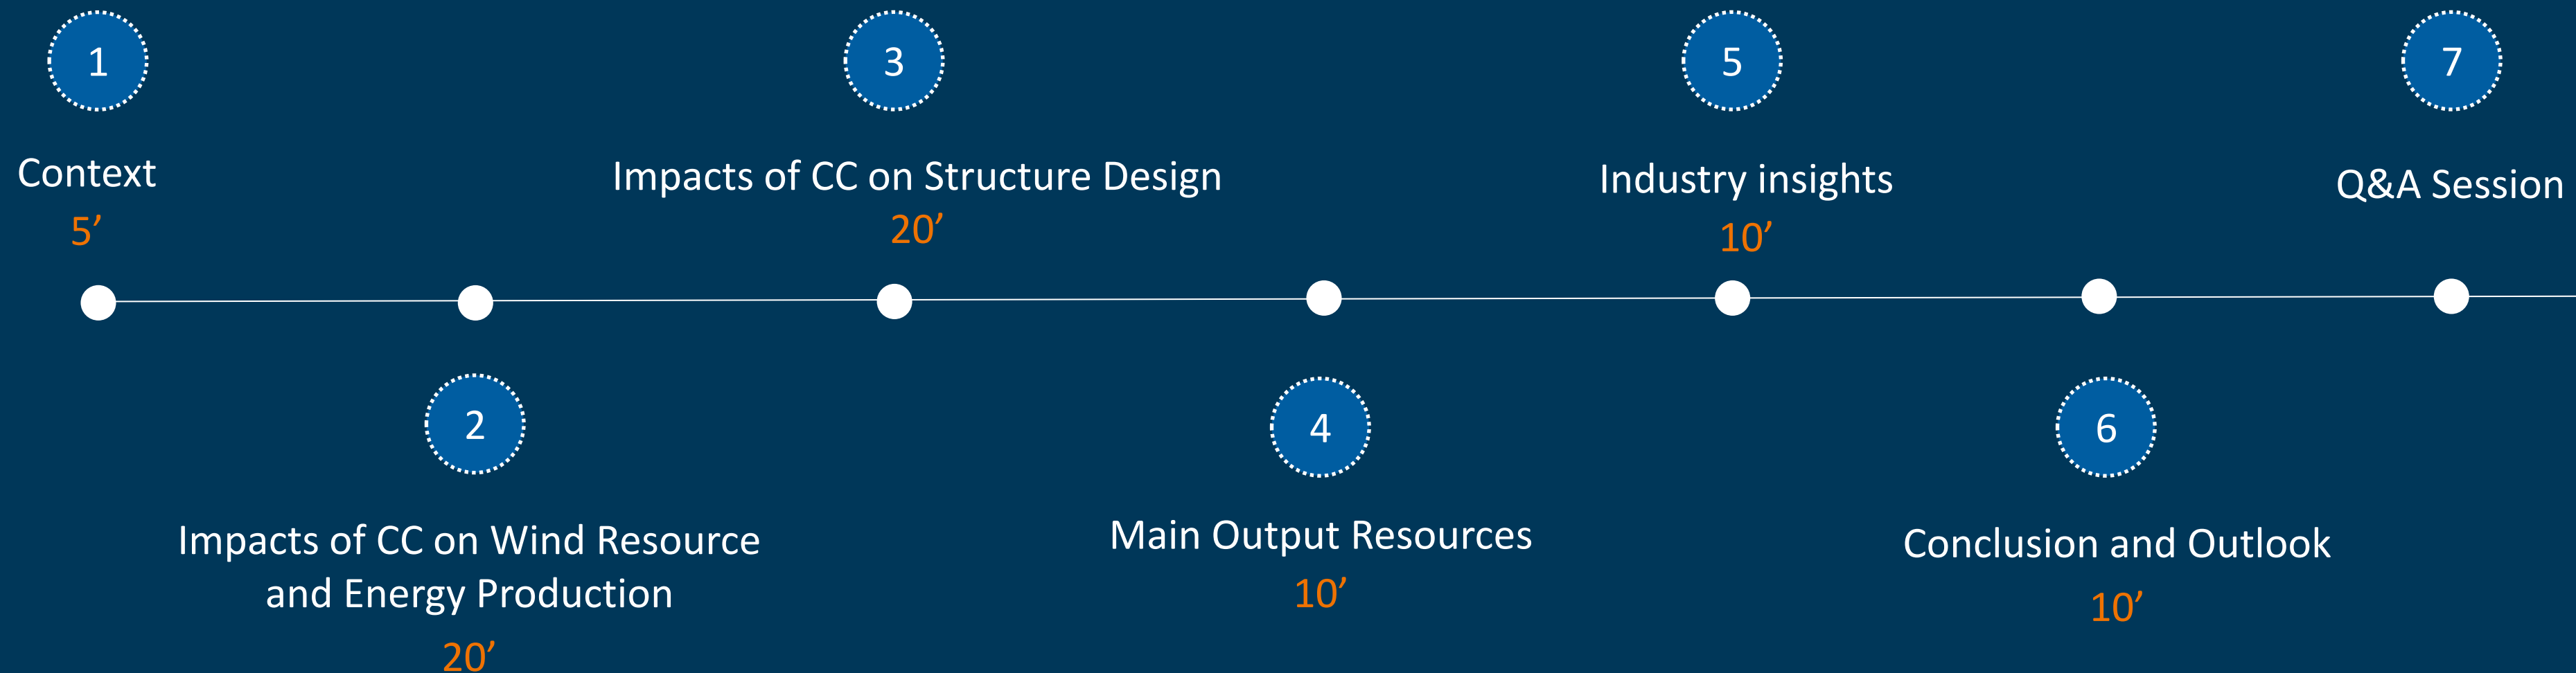 1
Context
5’
2
Impacts of CC on Wind Resource
and Energy Production
20’
3
Impacts of CC on Structure Design
20’
4
Main Output Resources
10’
5
Industry insights
10’
6
Conclusion and Outlook
10’
7
Q&A Session